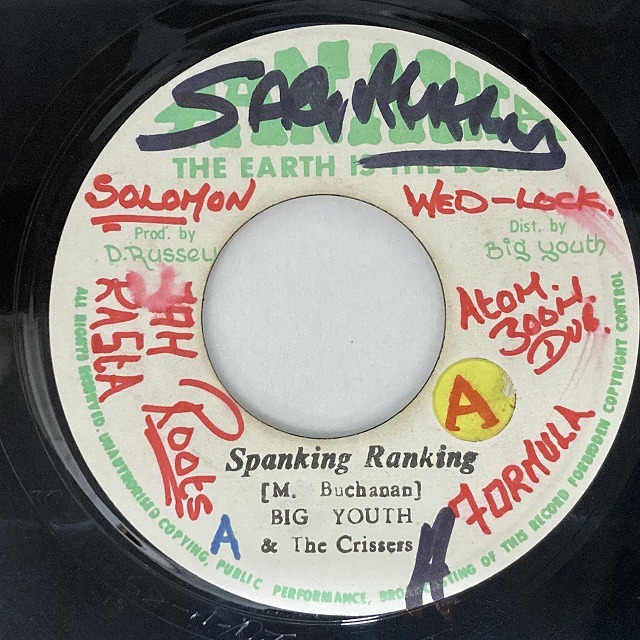 THE EARTH IS THE LORD
SOLOMON
WED-LOCK.
Prod. by
D. Russell
Dist. by
Big Youth
JAH
RASTA
Roots
ATOM.
DUB.
A
FORMULA
Spanking Ranking
[M. Buchanan]
BIG YOUTH
& The Crissers
A
A
ALL RIGHTS RESERVED. UNAUTHORISED COPYING, PUBLIC PERFORMANCE, BROADCASTING OF THIS RECORD FORBIDDEN COPYRIGHT CONTROL